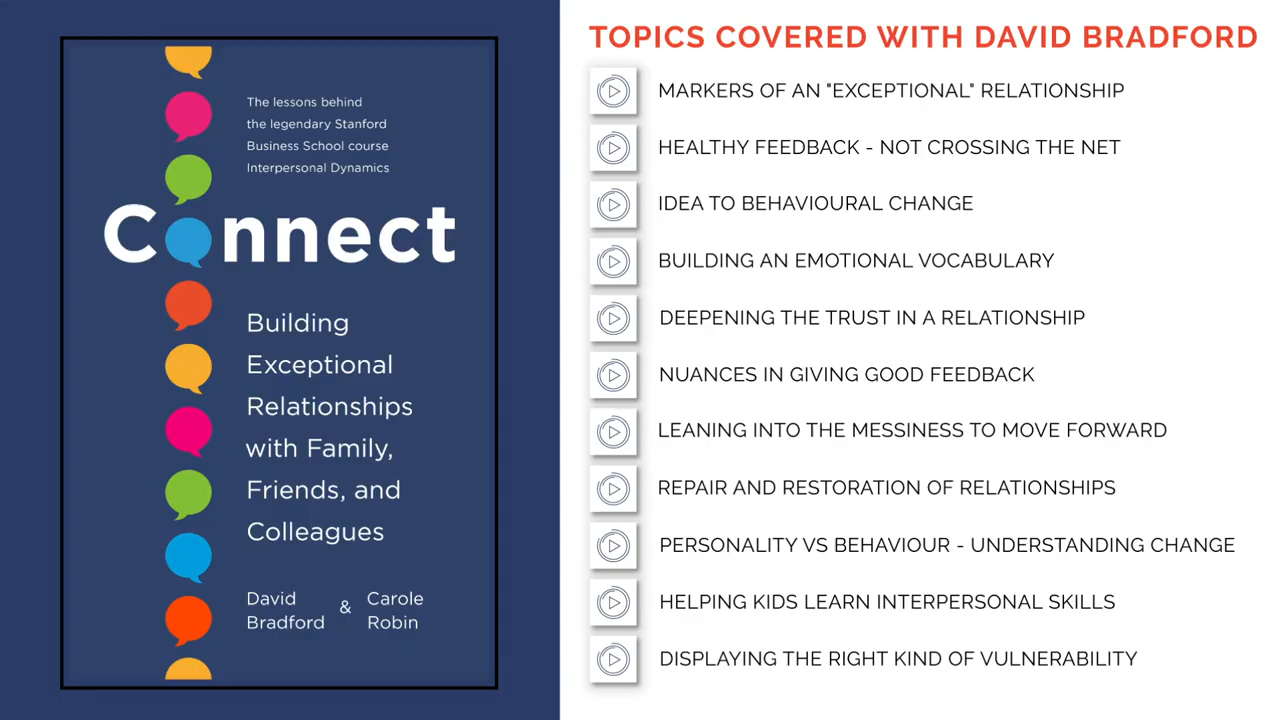 The lessons behind
the legendary Stanford
Business School course
Interpersonal Dynamics
Connect
Building
Exceptional
Relationships
with Family,
Friends, and
Colleagues
David Bradford & Carole Robin
TOPICS COVERED WITH DAVID BRADFORD
MARKERS OF AN "EXCEPTIONAL" RELATIONSHIP
HEALTHY FEEDBACK - NOT CROSSING THE NET
IDEA TO BEHAVIOURAL CHANGE
BUILDING AN EMOTIONAL VOCABULARY
DEEPENING THE TRUST IN A RELATIONSHIP
NUANCES IN GIVING GOOD FEEDBACK
LEANING INTO THE MESSINESS TO MOVE FORWARD
REPAIR AND RESTORATION OF RELATIONSHIPS
PERSONALITY VS BEHAVIOUR - UNDERSTANDING CHANGE
HELPING KIDS LEARN INTERPERSONAL SKILLS
DISPLAYING THE RIGHT KIND OF VULNERABILITY